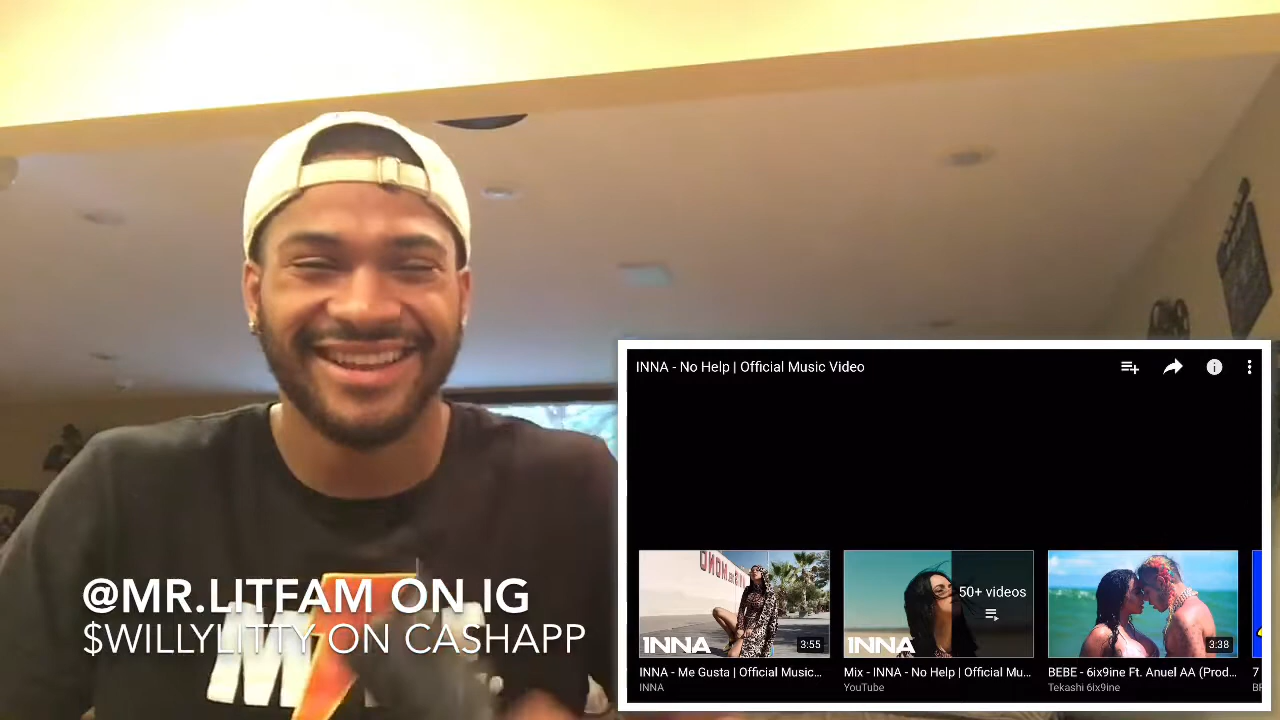 @MR.LITFAM ON IG
$WILLYLITTY ON CASHAPP
INNA - No Help | Official Music Video
INNA
3:55
INNA - Me Gusta | Official Music...
INNA
INNA
50+ videos
Mix - INNA - No Help | Official Mu...
YouTube
3:38
BEBE - 6ix9ine Ft. Anuel AA (Prod...
Tekashi 6ix9ine
7